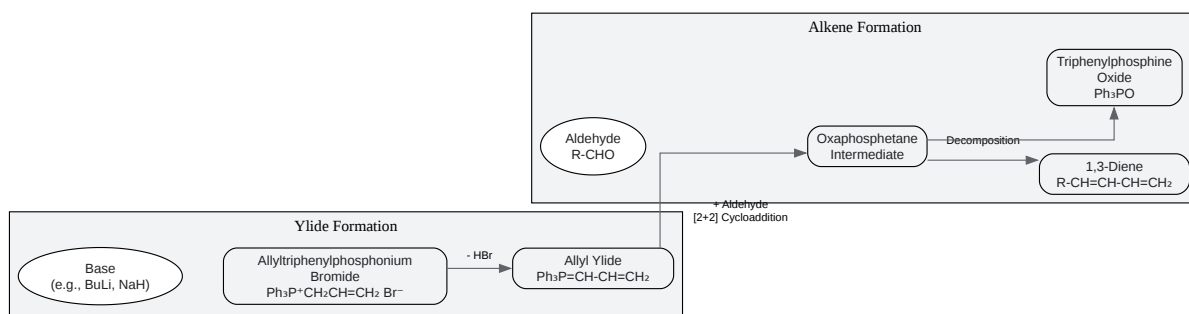 Alkene Formation
Triphenylphosphine
Oxide
Ph₃PO
Aldehyde
R-CHO
Oxaphosphetane
Intermediate
Decomposition
1,3-Diene
R-CH=CH-CH=CH₂
+ Aldehyde
[2+2] Cycloaddition
Ylide Formation
Base
(e.g., BuLi, NaH)
Allyltriphenylphosphonium
Bromide
Ph₃P⁺CH₂CH=CH₂ Br⁻
- HBr
Allyl Ylide
Ph₃P=CH-CH=CH₂